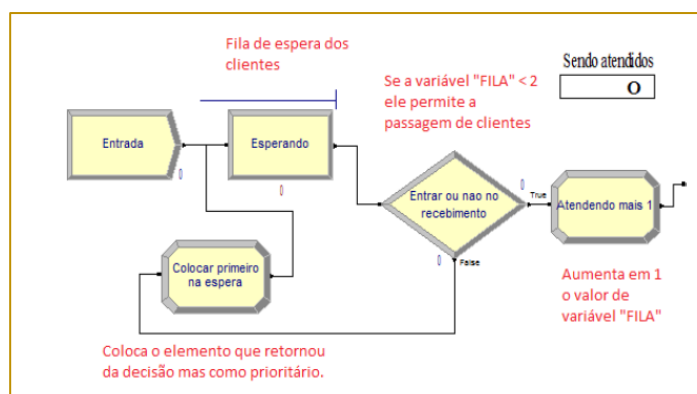 Fila de espera dos
clientes
Se a variável "FILA" < 2
ele permite a
passagem de clientes
Sendo atendidos
0
Entrada
0
Esperando
0
Entrar ou nao no
recebimento
0
True
0
False
Atendendo mais 1
Colocar primeiro
na espera
Aumenta em 1
o valor de
variável "FILA"
Coloca o elemento que retornou
da decisão mas como prioritário.